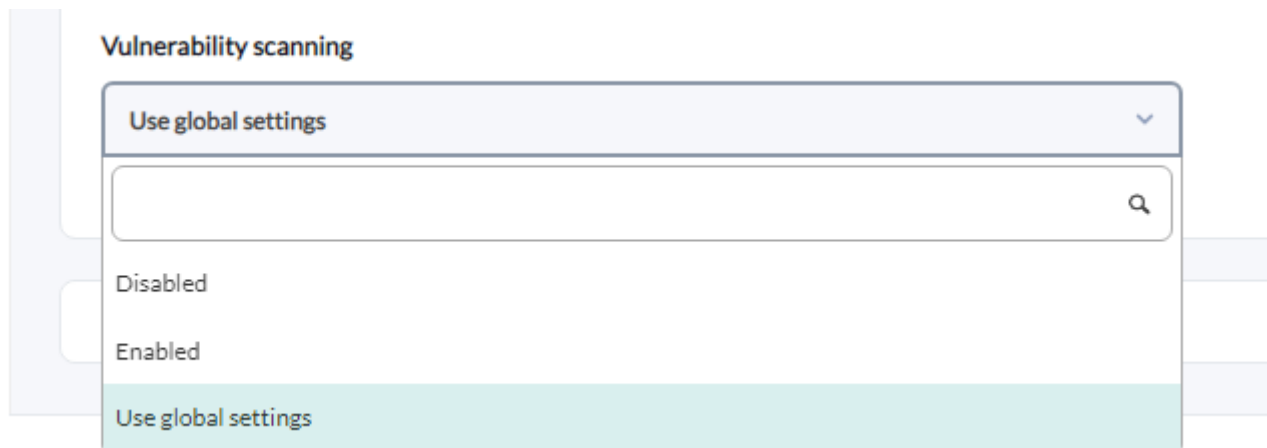 Vulnerability scanning
Use global settings
Disabled
Enabled
Use global settings